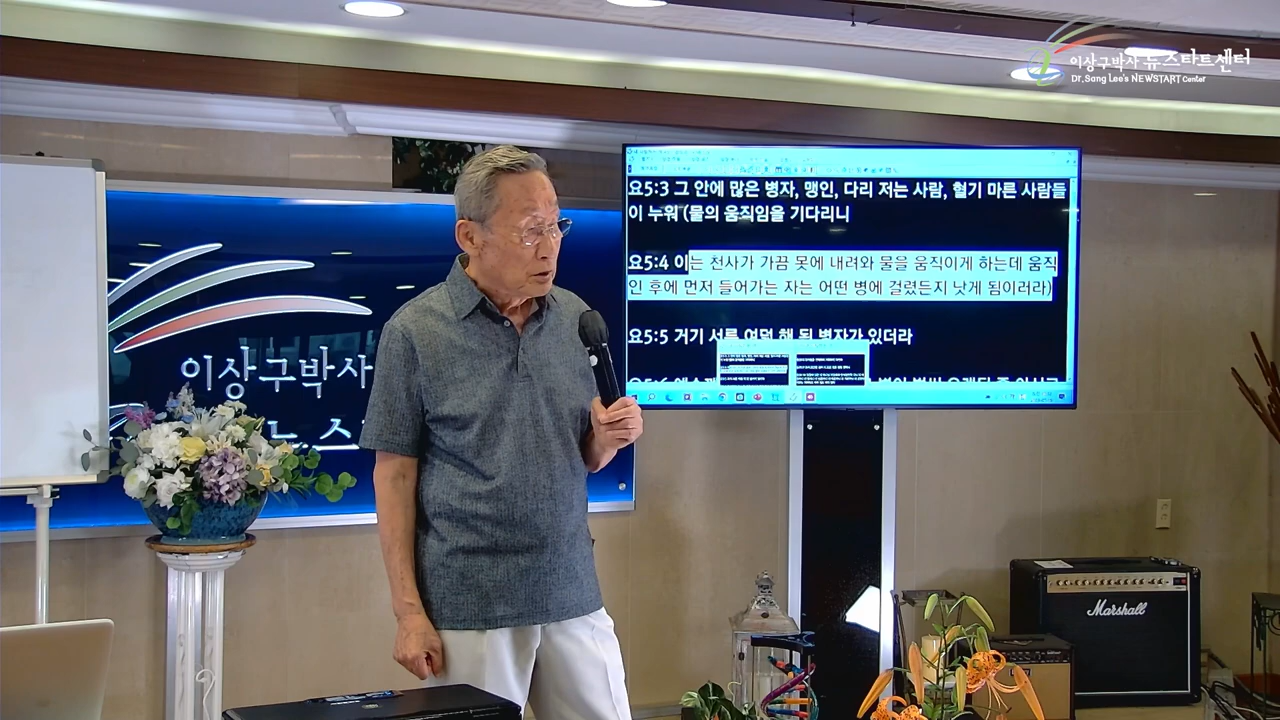 이상구박사 뉴스타트센터
Dr. Sang Lee's NEWSTART Center
요5:3 그 안에 많은 병자, 맹인, 다리 저는 사람, 혈기 마른 사람들
이 누워 (물의 움직임을 기다리니
요5:4 이는 천사가 가끔 못에 내려와 물을 움직이게 하는데 움직
인 후에 먼저 들어가는 자는 어떤 병에 걸렸든지 낫게 됨이러라)
요5:5 거기 서른 여덟 해 된 병자가 있더라
이상구박사
뉴스
Marshall